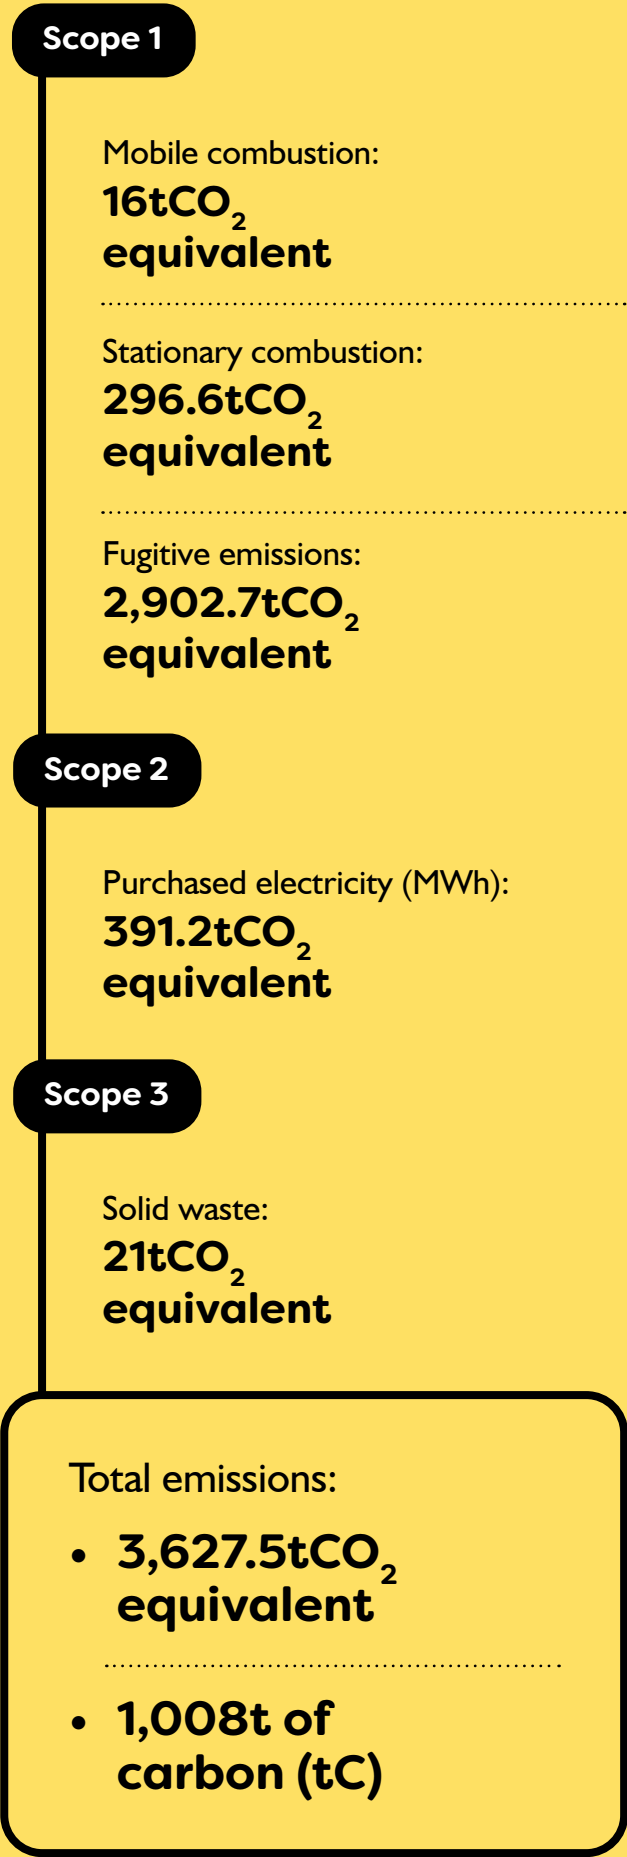 Scope 1
Mobile combustion:
16tCO₂
equivalent
Stationary combustion:
296.6tCO₂
equivalent
Fugitive emissions:
2,902.7tCO₂
equivalent
Scope 2
Purchased electricity (MWh):
391.2tCO₂
equivalent
Scope 3
Solid waste:
21tCO₂
equivalent
Total emissions:
• 3,627.5tCO₂
equivalent
• 1,008t of
carbon (tC)